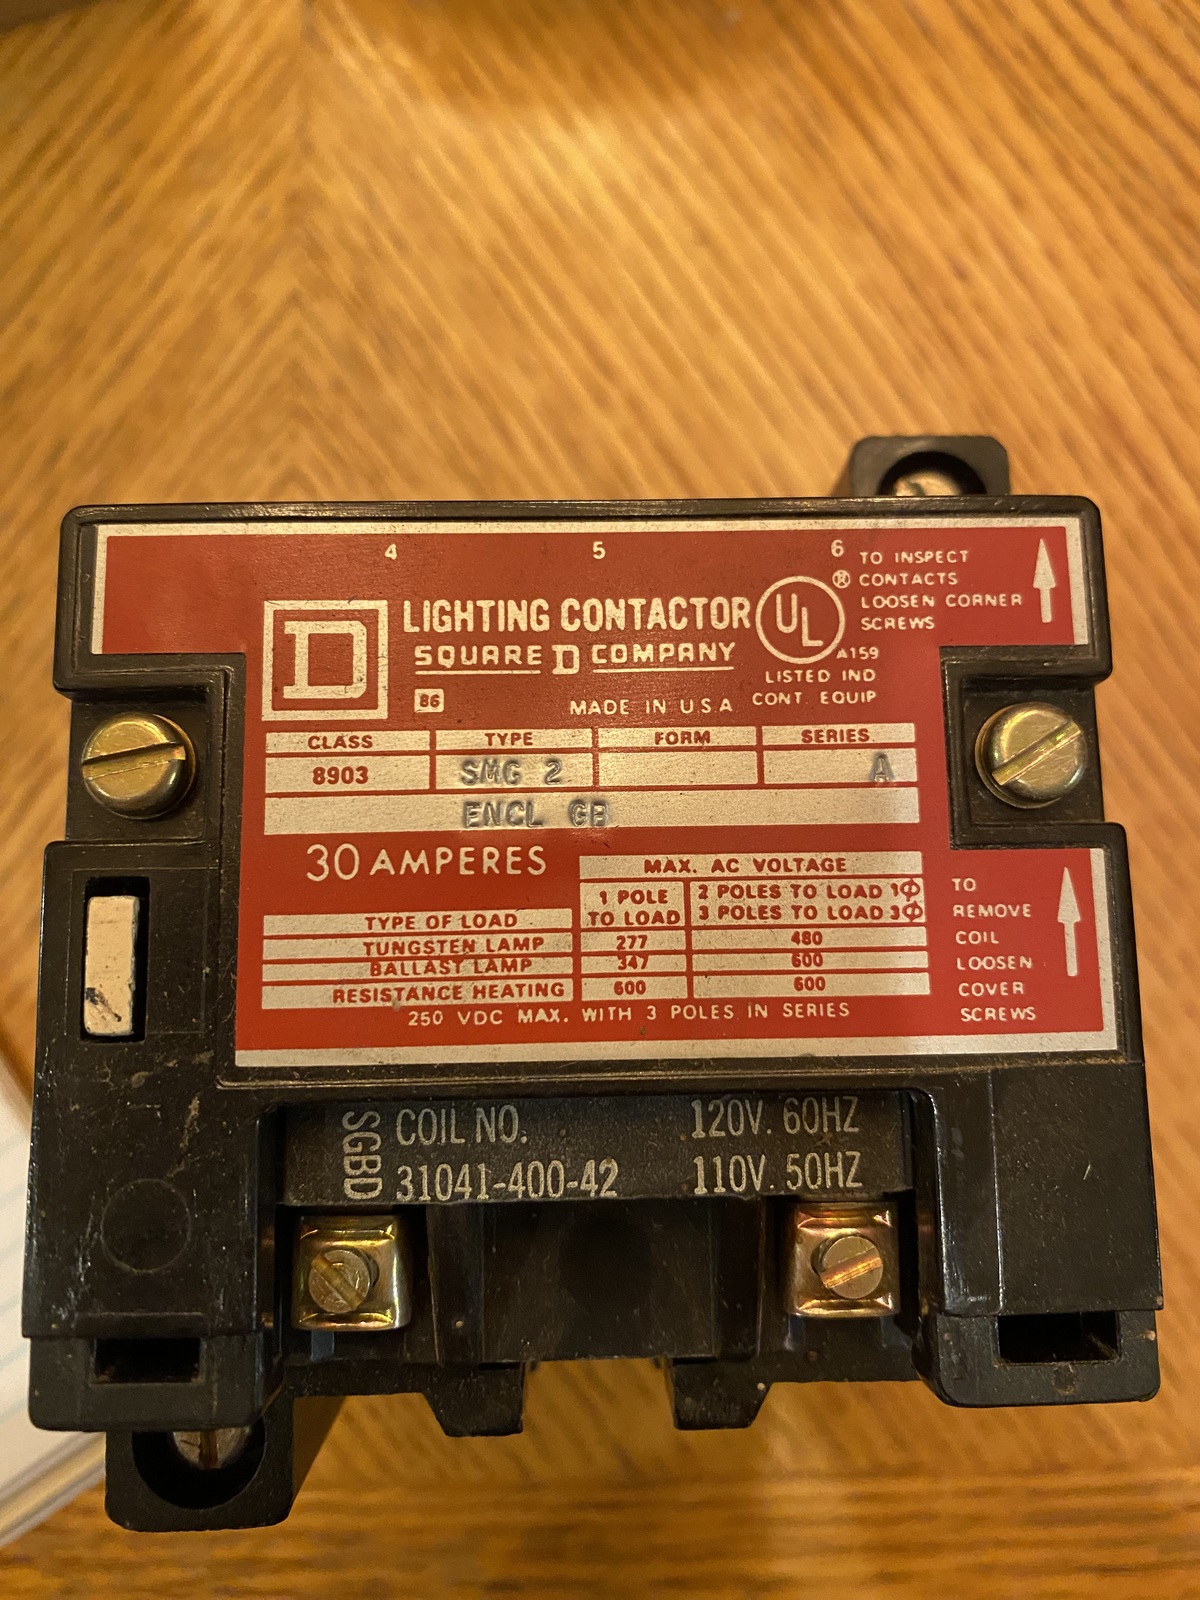 4 5 6
TO INSPECT
CONTACTS
LOOSEN CORNER
SCREWS
D
LIGHTING CONTACTOR
SQUARE D COMPANY
UL ®
A159
LISTED IND
CONT EQUIP
86
MADE IN U.S.A.
CLASS TYPE FORM SERIES
8903 SMG 2 A
ENCL GB
30 AMPERES
MAX. AC VOLTAGE
1 POLE
TO LOAD
2 POLES TO LOAD 1Φ
3 POLES TO LOAD 3Φ
TYPE OF LOAD
TUNGSTEN LAMP 277 480
BALLAST LAMP 347 600
RESISTANCE HEATING 600 600
250 VDC MAX. WITH 3 POLES IN SERIES
TO
REMOVE
COIL
LOOSEN
COVER
SCREWS
SGBD
COIL NO. 120V. 60HZ
31041-400-42 110V. 50HZ